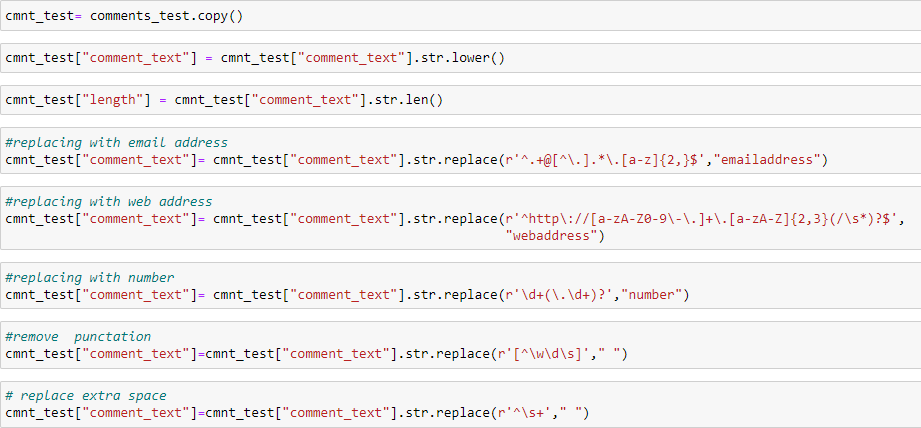 cmnt_test= comments_test.copy()
cmnt_test["comment_text"] = cmnt_test["comment_text"].str.lower()
cmnt_test["length"] = cmnt_test["comment_text"].str.len()
#replacing with email address
cmnt_test["comment_text"]= cmnt_test["comment_text"].str.replace(r'^.+@[^\.].*\.[a-z]{2,}$',"emailaddress")
#replacing with web address
cmnt_test["comment_text"]= cmnt_test["comment_text"].str.replace(r'^http\://[a-zA-Z0-9\-\.]+\.[a-zA-Z]{2,3}(/\s*)?$',
"webaddress")
#replacing with number
cmnt_test["comment_text"]= cmnt_test["comment_text"].str.replace(r'\d+(\.\d+)?',"number")
#remove  punctation
cmnt_test["comment_text"]=cmnt_test["comment_text"].str.replace(r'[^\w\d\s]'," ")
# replace extra space
cmnt_test["comment_text"]=cmnt_test["comment_text"].str.replace(r'^\s+'," ")